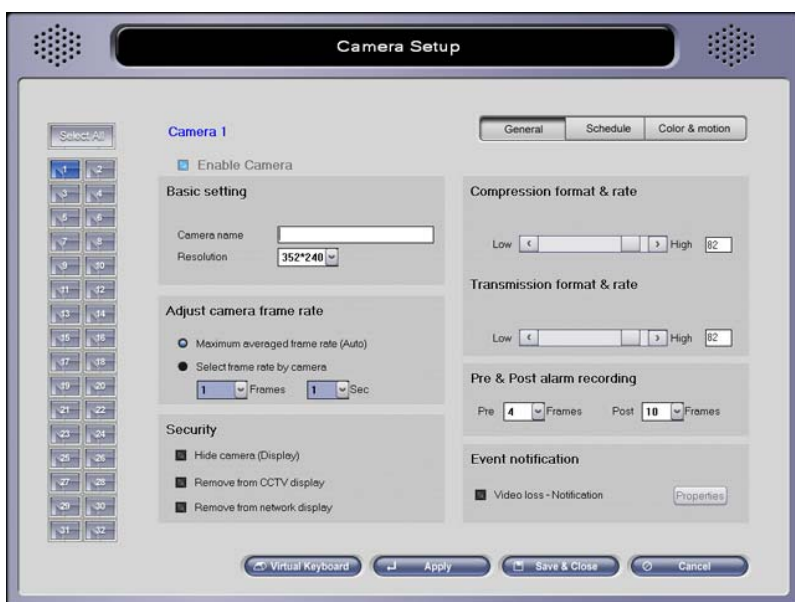 Camera Setup
Select All
Camera 1
General
Schedule
Color & motion
Enable Camera
1 2
3 4
5 6
7 8
9 10
11 12
13 14
15 16
17 18
19 20
21 22
23 24
25 26
27 28
29 30
31 32
Basic setting
Camera name
Resolution 352*240
Adjust camera frame rate
Maximum averaged frame rate (Auto)
Select frame rate by camera
1 Frames 1 Sec
Security
Hide camera (Display)
Remove from CCTV display
Remove from network display
Compression format & rate
Low High 82
Transmission format & rate
Low High 82
Pre & Post alarm recording
Pre 4 Frames Post 10 Frames
Event notification
Video loss - Notification Properties
Virtual Keyboard
Apply
Save & Close
Cancel